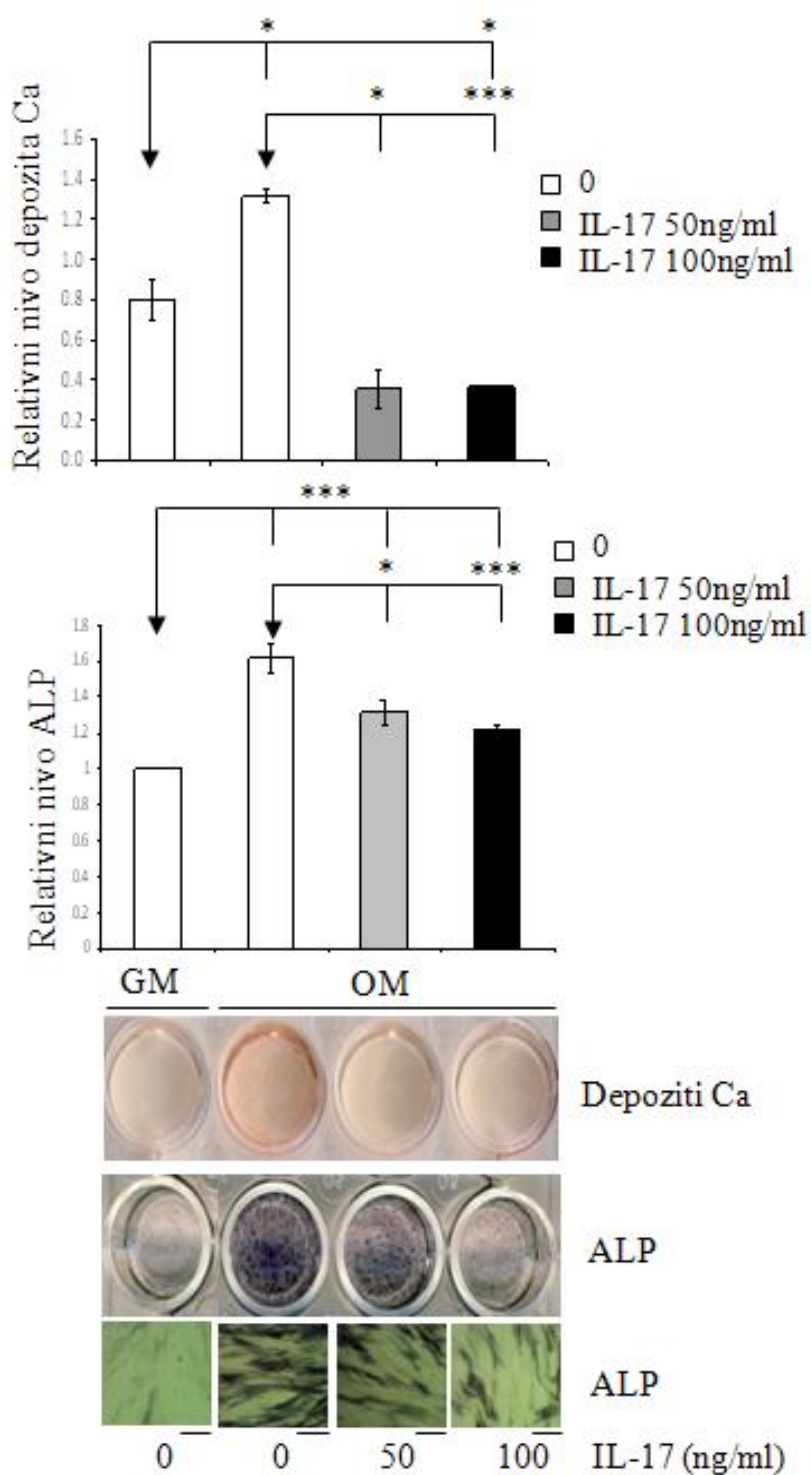 * *
* ***
Relativni nivo depozita Ca
1.6
1.4
1.2
1.0
0.8
0.6
0.4
0.2
0.0
0
IL-17 50ng/ml
IL-17 100ng/ml
***
* ***
Relativni nivo ALP
1.8
1.6
1.4
1.2
1
0.8
0.6
0.4
0.2
0
0
IL-17 50ng/ml
IL-17 100ng/ml
GM OM
Depoziti Ca
ALP
ALP
0 0 50 100 IL-17 (ng/ml)